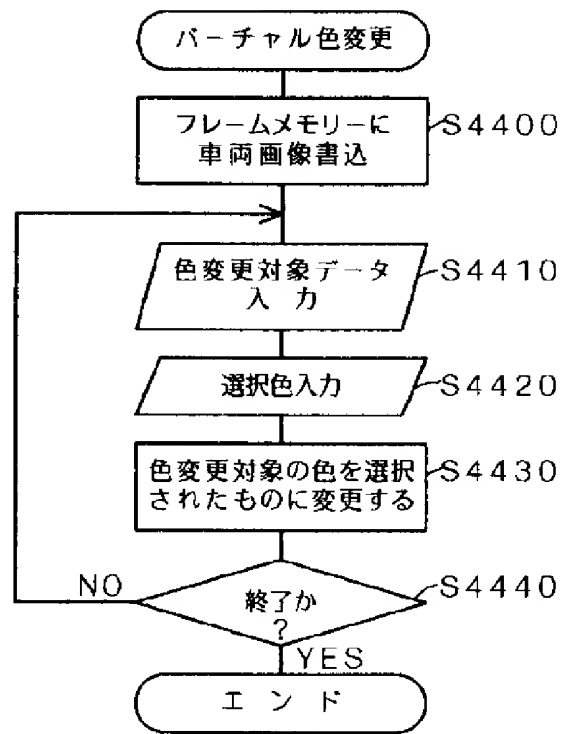 バーチャル色変更
フレームメモリーに
車両画像書込
S4400
色変更対象データ
入力
S4410
選択色入力
S4420
色変更対象の色を選択
されたものに変更する
S4430
終了か
?
S4440
NO
YES
エンド